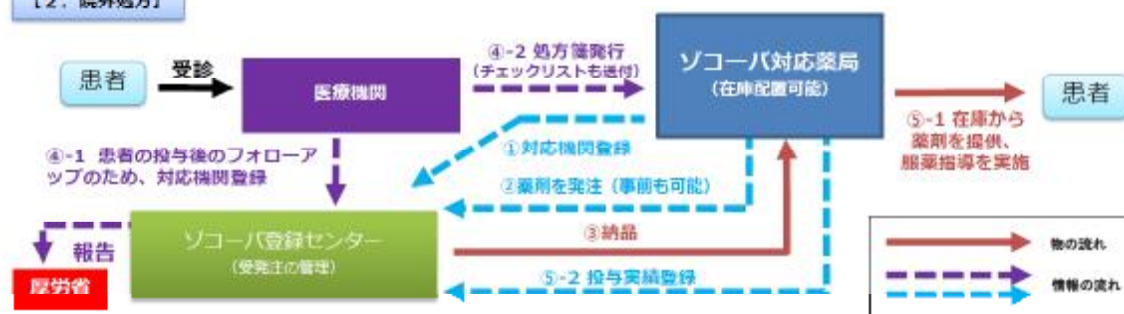 【2. 院外処方】
患者
受診
医療機関
④-2 処方箋発行
(チェックリストも送付)
ゾコーバ対応薬局
(在庫配置可能)
患者
⑤-1 在庫から
薬剤を提供、
服薬指導を実施
④-1 患者の投与後のフォローア
ップのため、対応機関登録
①対応機関登録
②薬剤を発注(事前も可能)
報告
厚労省
ゾコーバ登録センター
(受発注の管理)
③納品
⑤-2 投与実績登録
物の流れ
情報の流れ